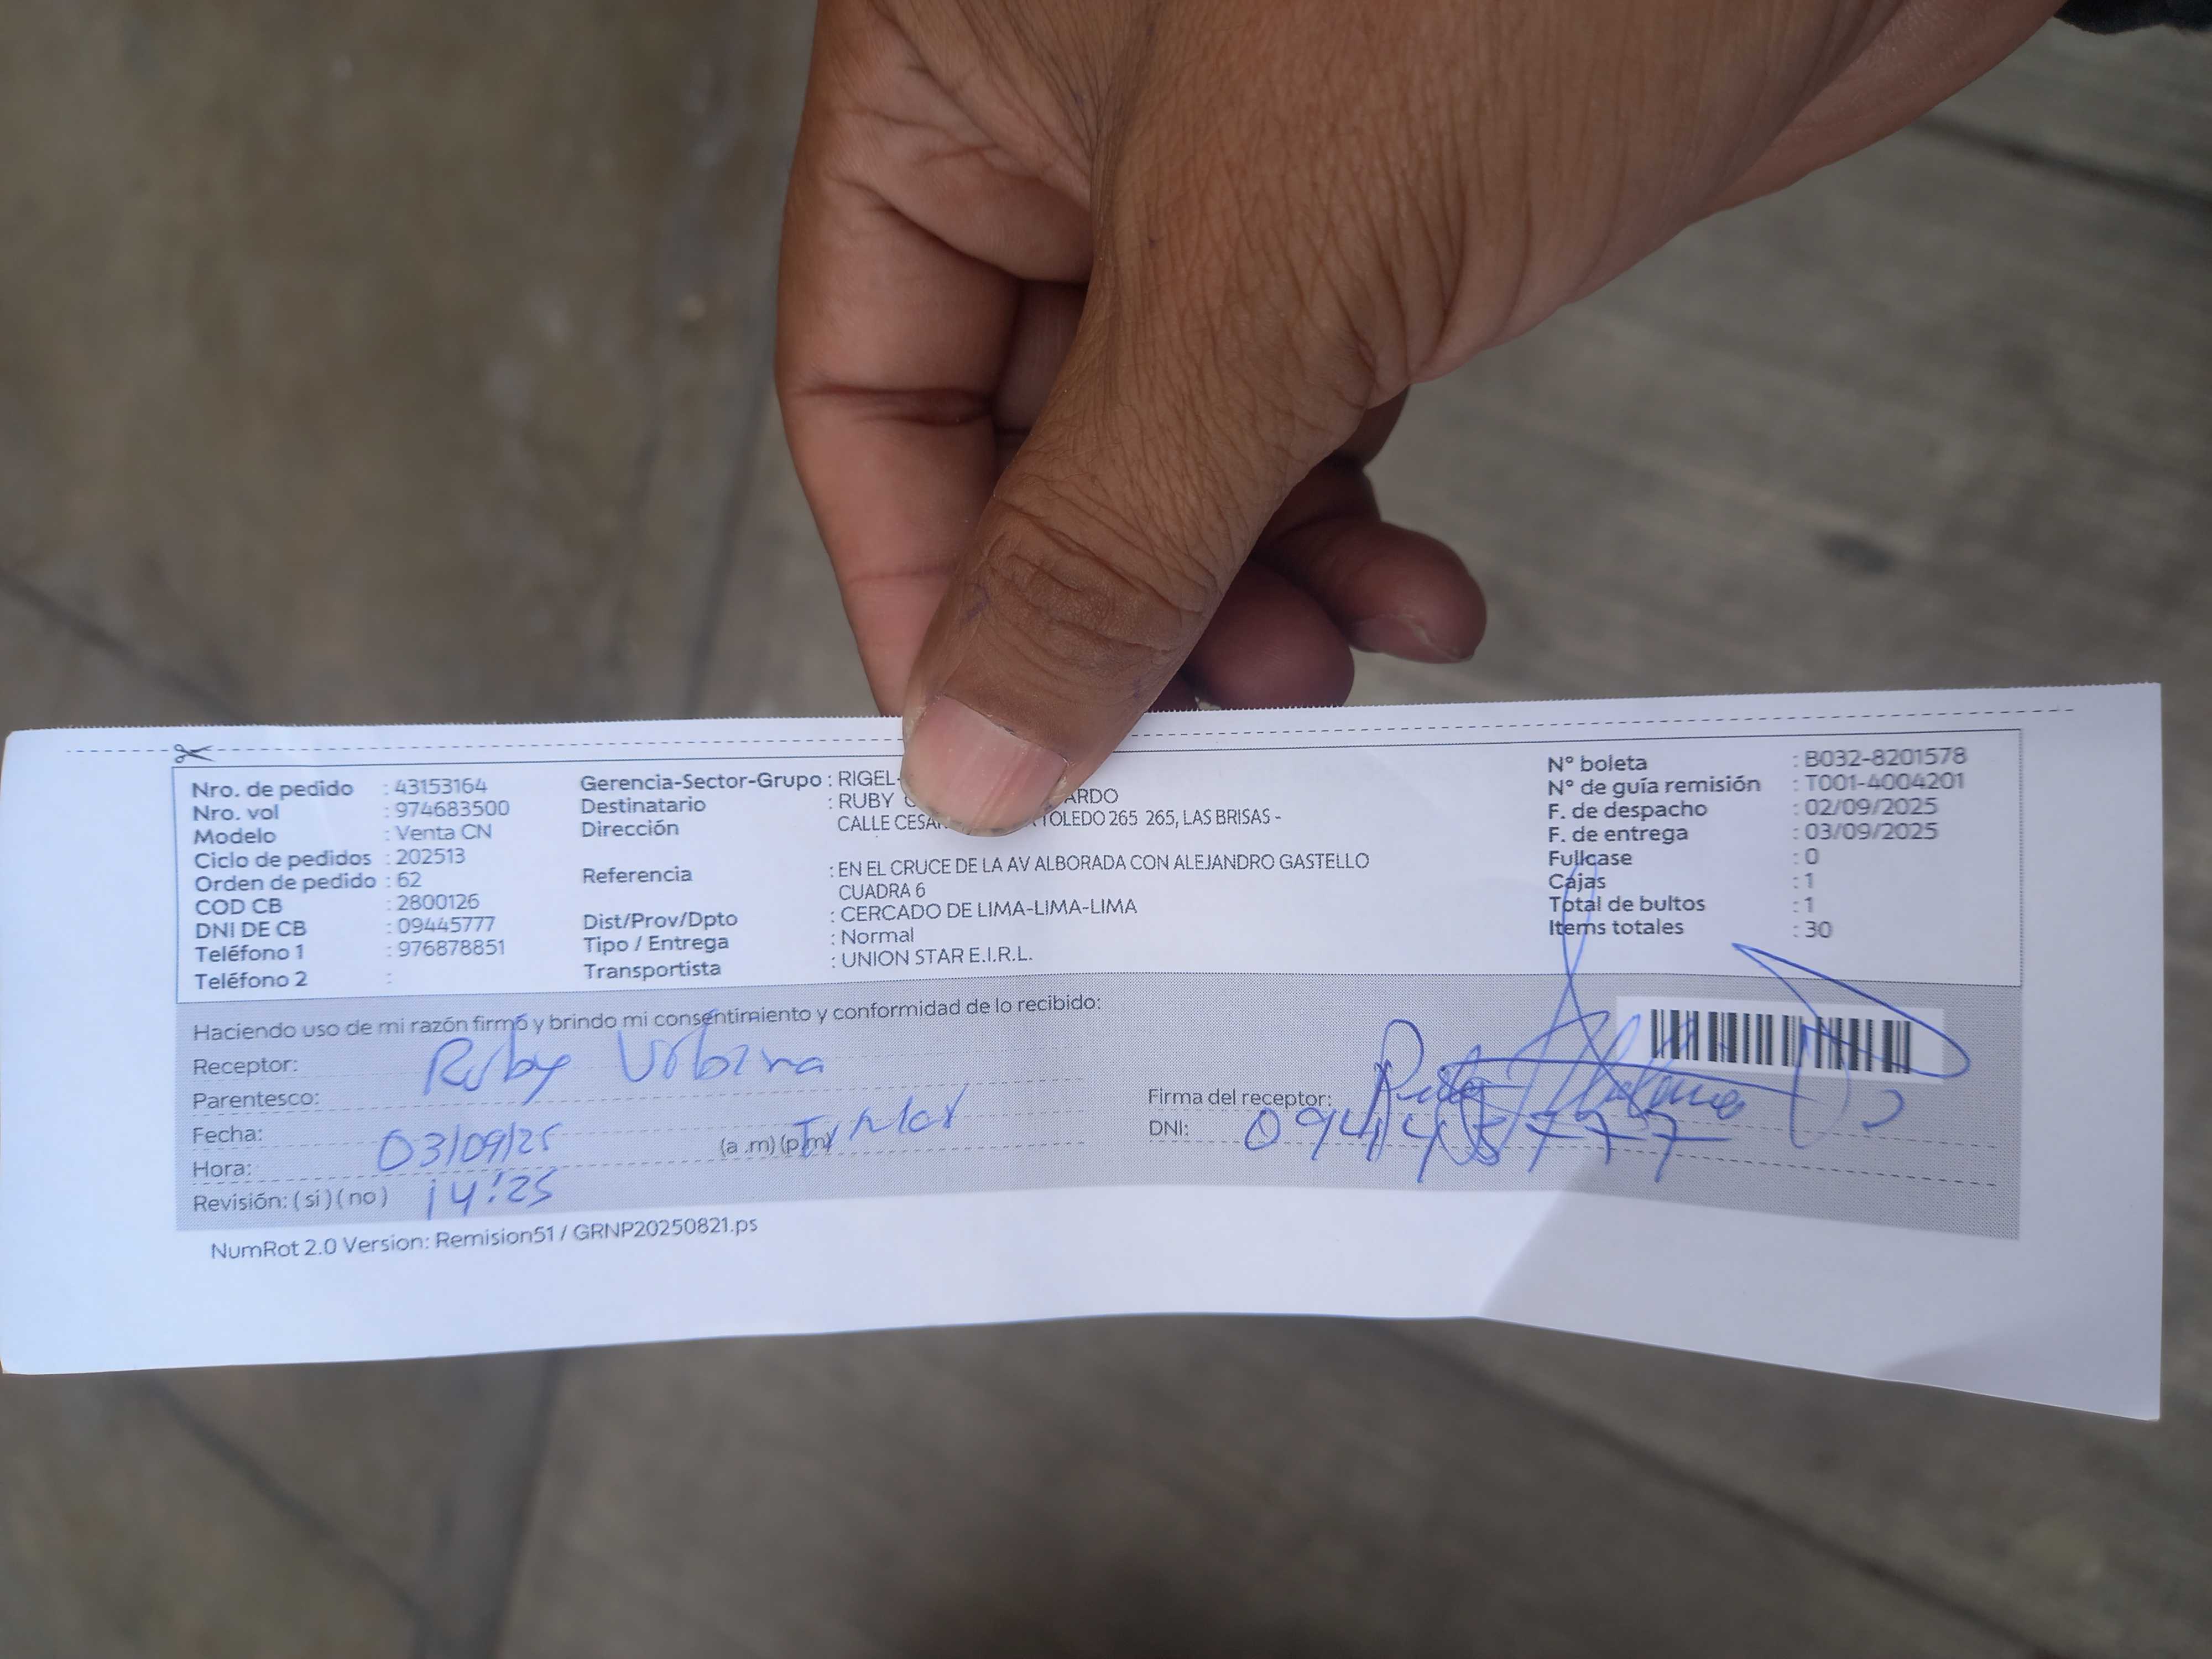 Nro. de pedido : 43153164
Nro. vol : 974683500
Modelo : Venta CN
Ciclo de pedidos : 202513
Orden de pedido : 62
COD CB : 2800126
DNI DE CB : 09445777
Teléfono 1 : 976878851
Teléfono 2 :
Gerencia-Sector-Grupo : RIGEL-
Destinatario : RUBY ARDO
Dirección CALLE TOLEDO 265 265, LAS BRISAS -
Referencia : EN EL CRUCE DE LA AV ALBORADA CON ALEJANDRO GASTELLO
CUADRA 6
Dist/Prov/Dpto : CERCADO DE LIMA-LIMA-LIMA
Tipo / Entrega : Normal
Transportista : UNION STAR E.I.R.L.
Nº boleta : B032-8201578
Nº de guía remisión : T001-4004201
F. de despacho : 02/09/2025
F. de entrega : 03/09/2025
Fullcase : 0
Cajas : 1
Total de bultos : 1
Items totales : 30
Haciendo uso de mi razón firmó y brindo mi consentimiento y conformidad de lo recibido:
Receptor: Ruby Urbina
Parentesco: Titular
Fecha: 03/09/25
Hora: 14:25 (a .m) (p.m)
Revisión: ( si ) ( no )
Firma del receptor:
DNI: 09445777
NumRot 2.0 Version: Remision51 / GRNP20250821.ps